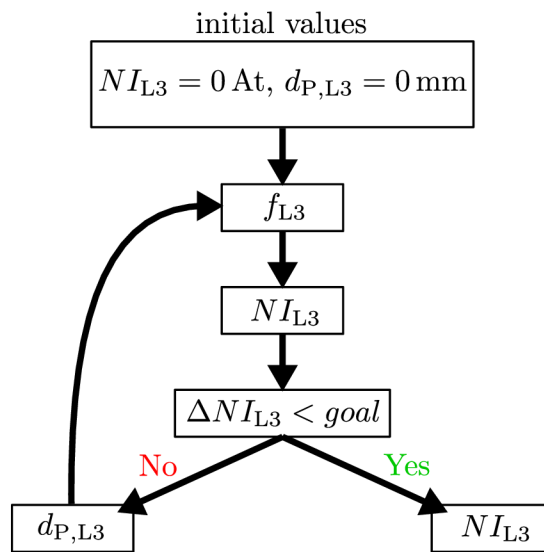 initial values
NI_L3 = 0 At, d_P,L3 = 0 mm
f_L3
NI_L3
ΔNI_L3 < goal
No
Yes
d_P,L3
NI_L3